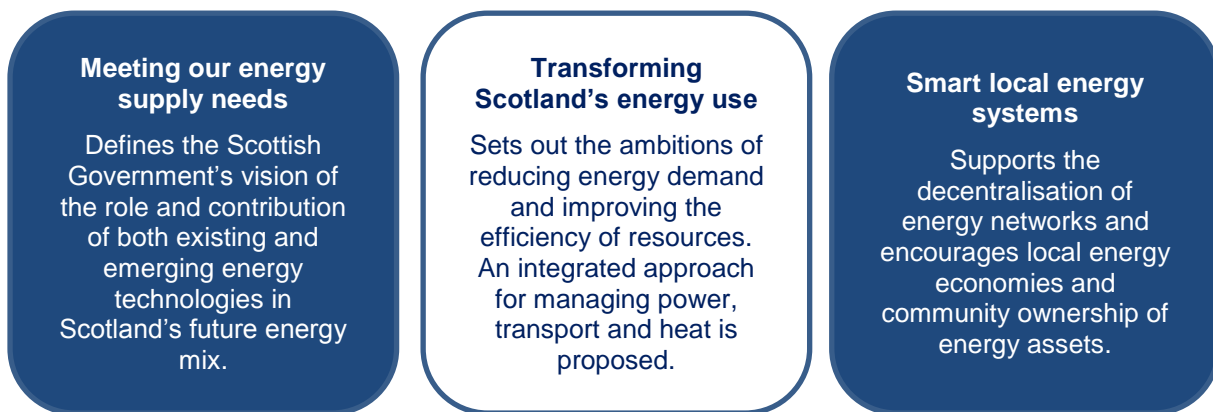 Meeting our energy
supply needs
Defines the Scottish
Government’s vision of
the role and contribution
of both existing and
emerging energy
technologies in
Scotland’s future energy
mix.
Transforming
Scotland’s energy use
Sets out the ambitions of
reducing energy demand
and improving the
efficiency of resources.
An integrated approach
for managing power,
transport and heat is
proposed.
Smart local energy
systems
Supports the
decentralisation of
energy networks and
encourages local energy
economies and
community ownership of
energy assets.